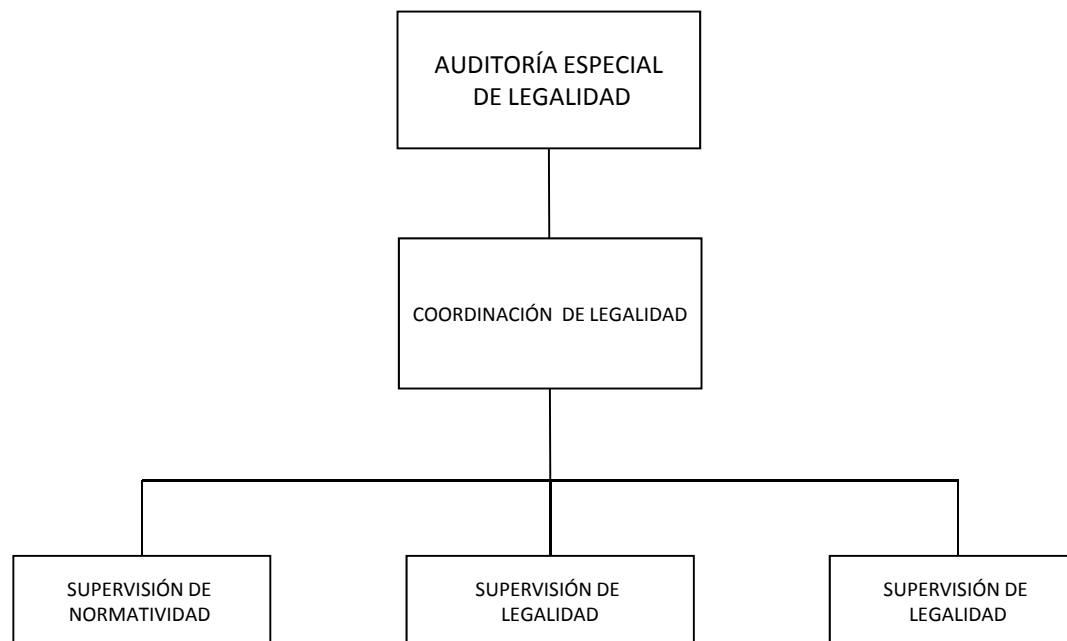 AUDITORÍA ESPECIAL
DE LEGALIDAD
COORDINACIÓN DE LEGALIDAD
SUPERVISIÓN DE
NORMATIVIDAD
SUPERVISIÓN DE
LEGALIDAD
SUPERVISIÓN DE
LEGALIDAD